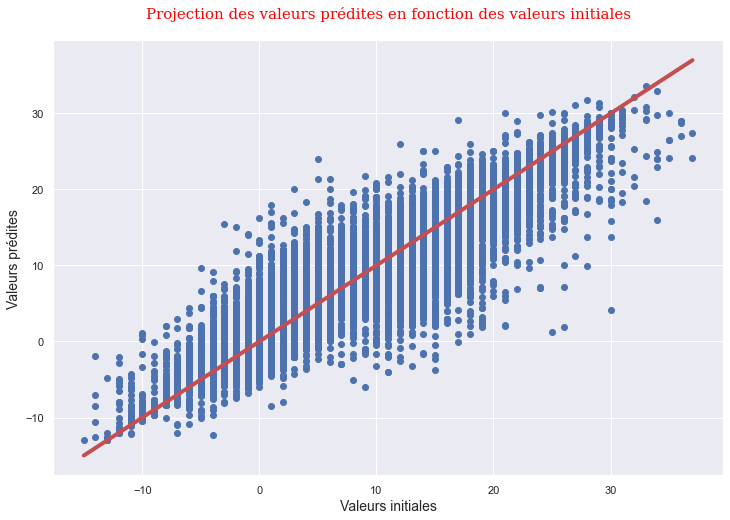 Projection des valeurs prédites en fonction des valeurs initiales
Valeurs prédites
30
20
10
0
−10
−10 0 10 20 30
Valeurs initiales